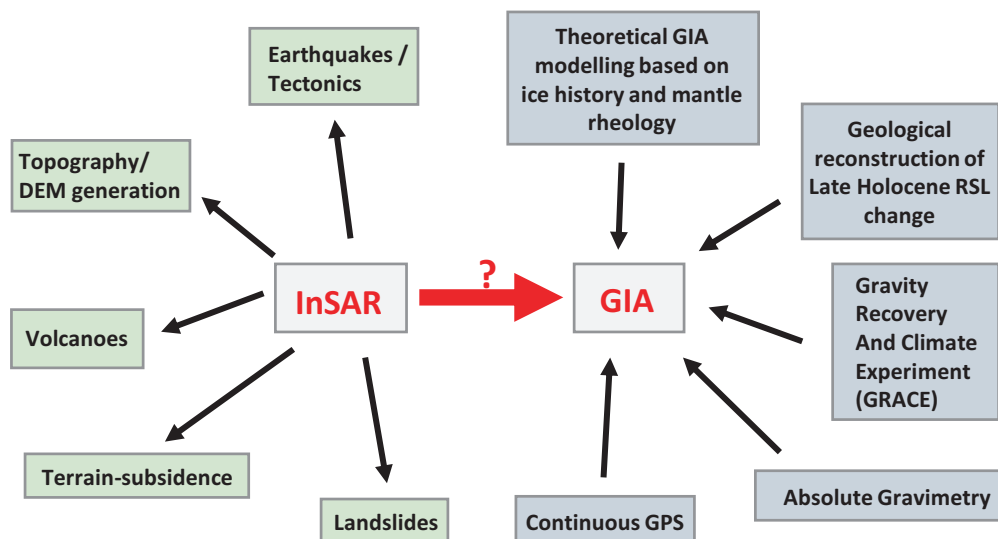 Earthquakes /
Tectonics
Theoretical GIA
modelling based on
ice history and mantle
rheology
Geological
reconstruction of
Late Holocene RSL
change
Topography/
DEM generation
?
InSAR
GIA
Gravity
Recovery
And Climate
Experiment
(GRACE)
Volcanoes
Terrain-subsidence
Landslides
Continuous GPS
Absolute Gravimetry